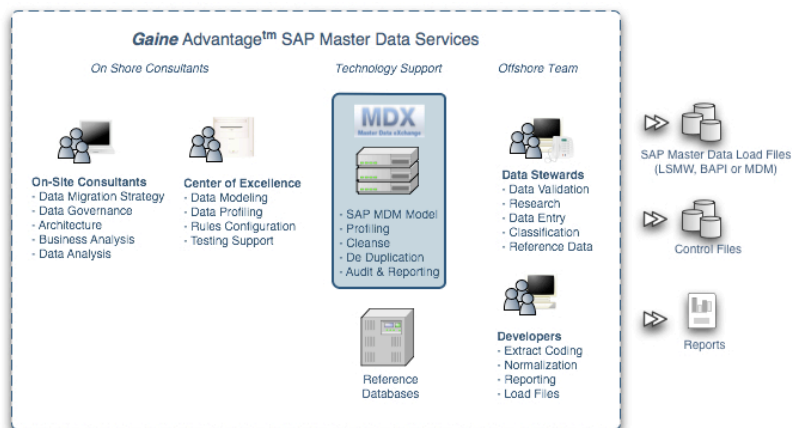 Gaine Advantage™ SAP Master Data Services
On Shore Consultants
Technology Support
Offshore Team
On-Site Consultants
- Data Migration Strategy
- Data Governance
- Architecture
- Business Analysis
- Data Analysis
Center of Excellence
- Data Modeling
- Data Profiling
- Rules Configuration
- Testing Support
MDX
Master Data eXchange
- SAP MDM Model
- Profiling
- Cleanse
- De Duplication
- Audit & Reporting
Reference
Databases
Data Stewards
- Data Validation
- Research
- Data Entry
- Classification
- Reference Data
Developers
- Extract Coding
- Normalization
- Reporting
- Load Files
SAP Master Data Load Files
(LSMW, BAPI or MDM)
Control Files
Reports